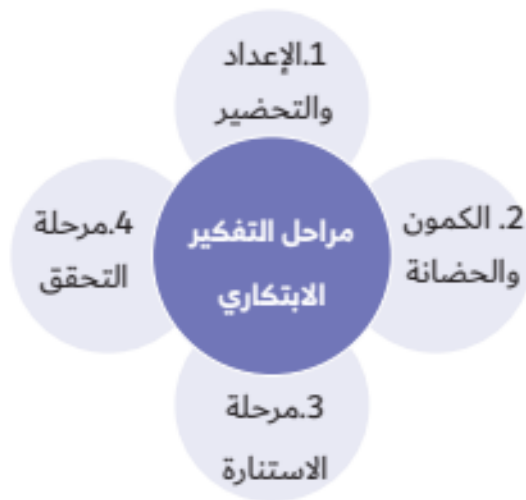 1.الإعداد
والتحضير
2. الكمون
والحضانة
3.مرحلة
الاستنارة
4.مرحلة
التحقق
مراحل التفكير
الابتكاري